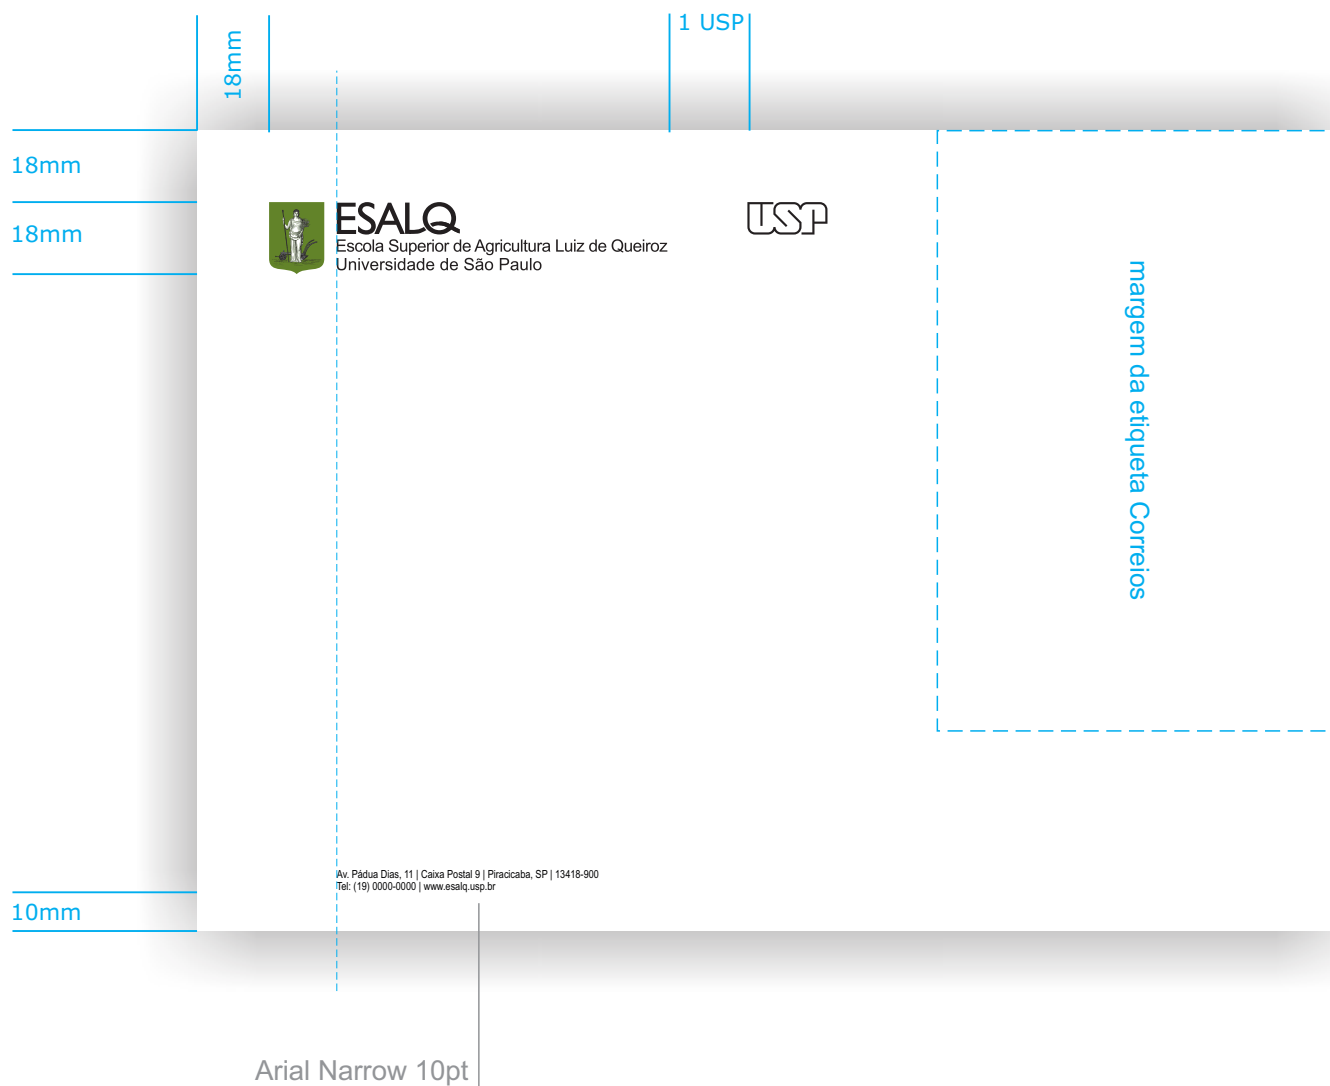 1 USP
18mm
18mm
18mm
ESALQ
Escola Superior de Agricultura Luiz de Queiroz
Universidade de São Paulo
USP
margem da etiqueta Correios
Av. Pádua Dias, 11 | Caixa Postal 9 | Piracicaba, SP | 13418-900
Tel: (19) 0000-0000 | www.esalq.usp.br
10mm
Arial Narrow 10pt